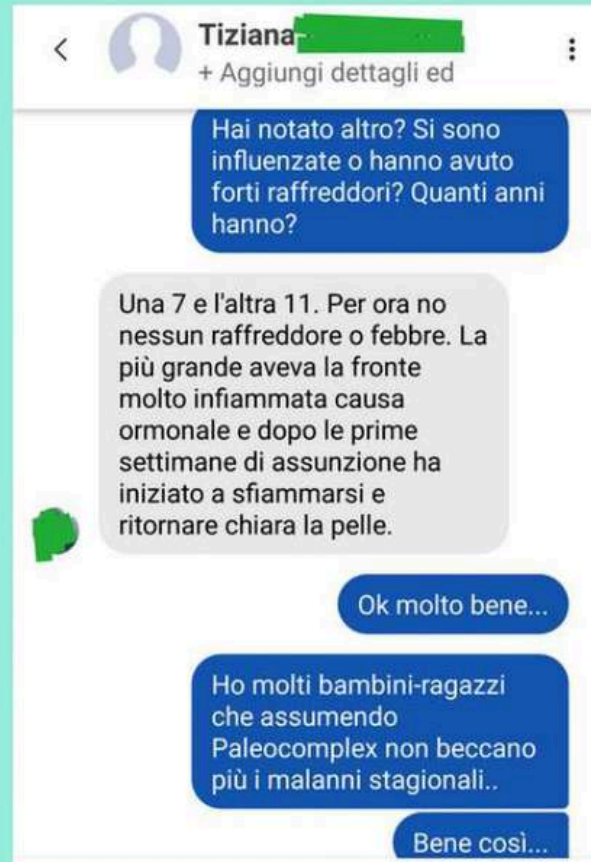 Tiziana
+ Aggiungi dettagli ed
Hai notato altro? Si sono
influenzate o hanno avuto
forti raffreddori? Quanti anni
hanno?
Una 7 e l'altra 11. Per ora no
nessun raffreddore o febbre. La
più grande aveva la fronte
molto infiammata causa
ormonale e dopo le prime
settimane di assunzione ha
iniziato a sfiammarsi e
ritornare chiara la pelle.
Ok molto bene...
Ho molti bambini-ragazzi
che assumendo
Paleocomplex non beccano
più i malanni stagionali..
Bene così...